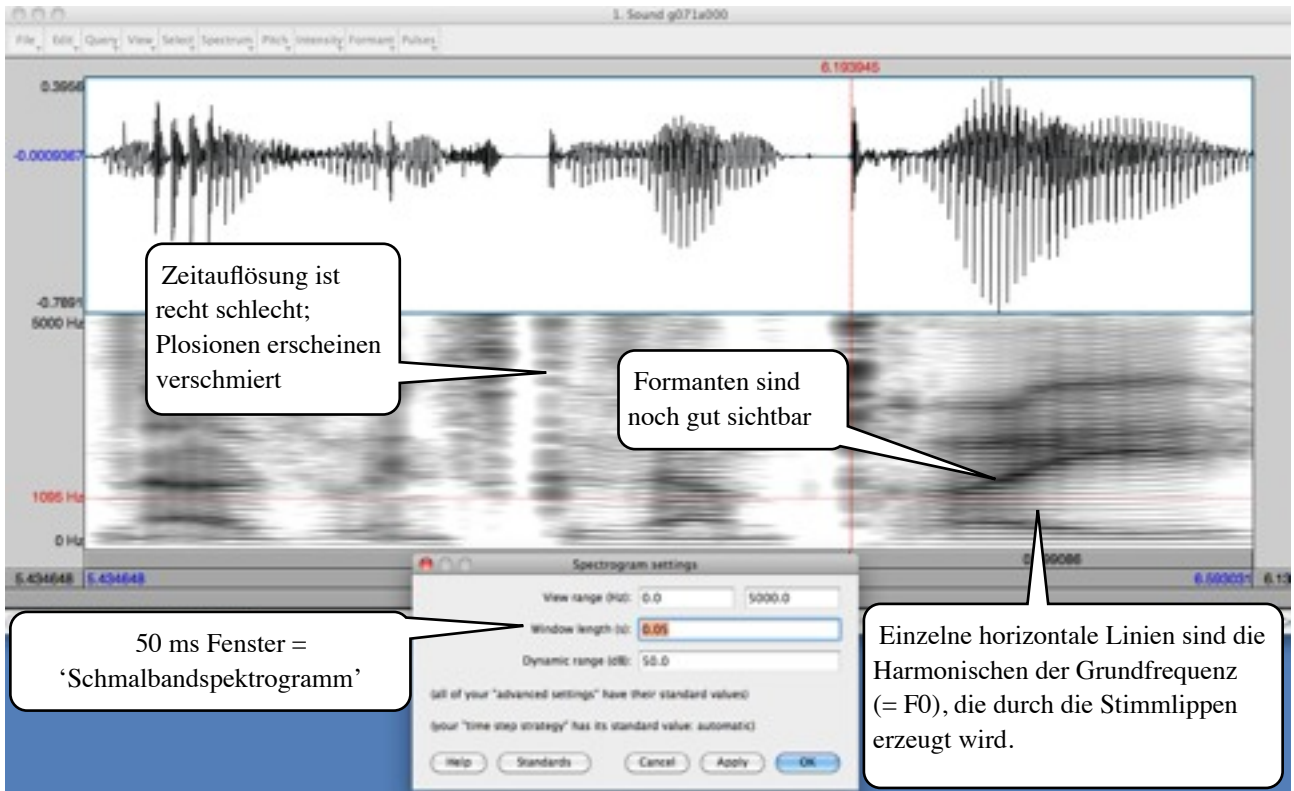 1. Sound g071a000
File Edit Query View Select Spectrum Pitch Intensity Formant Pulses
6.193945
0.3956
-0.0009367
-0.7891
5000 Hz
Zeitauflösung ist
recht schlecht;
Plosionen erscheinen
verschmiert
Formanten sind
noch gut sichtbar
1095 Hz
0 Hz
5.434648 5.434648
6.593031
Spectrogram settings
View range (Hz): 0.0 5000.0
Window length (s): 0.05
Dynamic range (dB): 50.0
(all of your "advanced settings" have their standard values)
(your "time step strategy" has its standard value: automatic)
Help Standards Cancel Apply OK
50 ms Fenster =
‘Schmalbandspektrogramm’
Einzelne horizontale Linien sind die
Harmonischen der Grundfrequenz
(= F0), die durch die Stimmlippen
erzeugt wird.